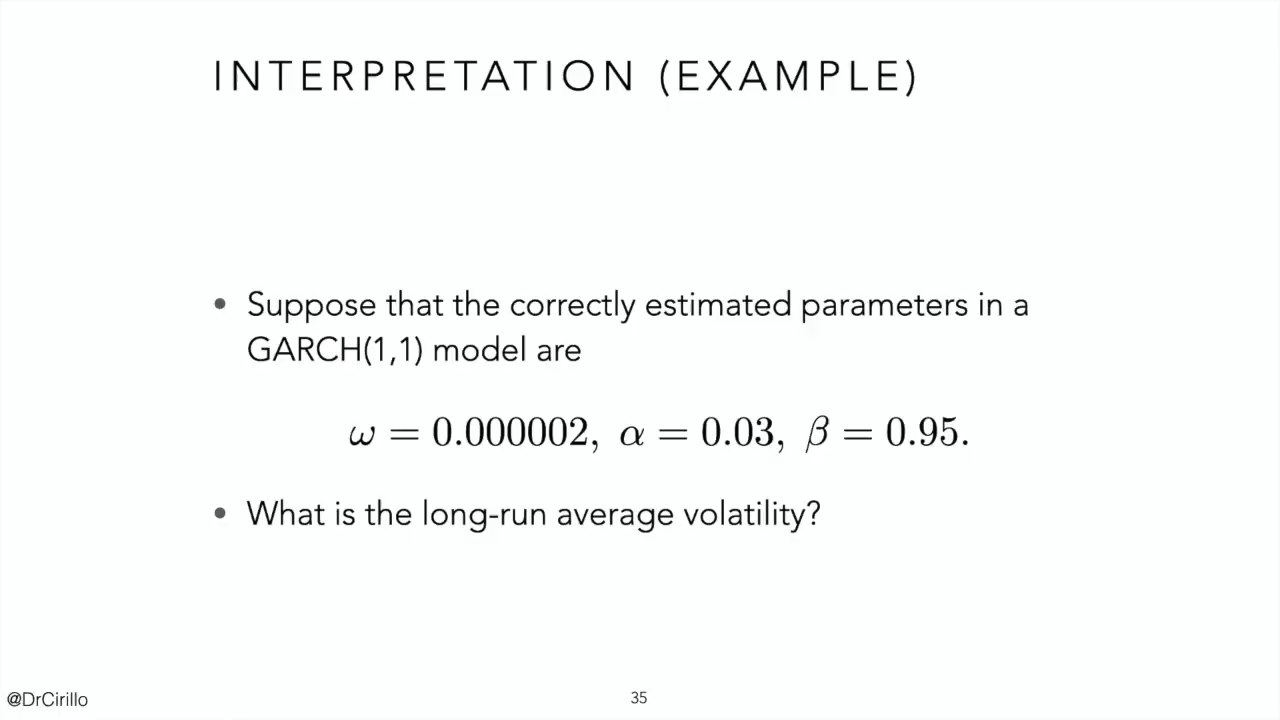 INTERPRETATION (EXAMPLE)
• Suppose that the correctly estimated parameters in a
GARCH(1,1) model are
ω = 0.000002, α = 0.03, β = 0.95.
• What is the long-run average volatility?
@DrCirillo
35